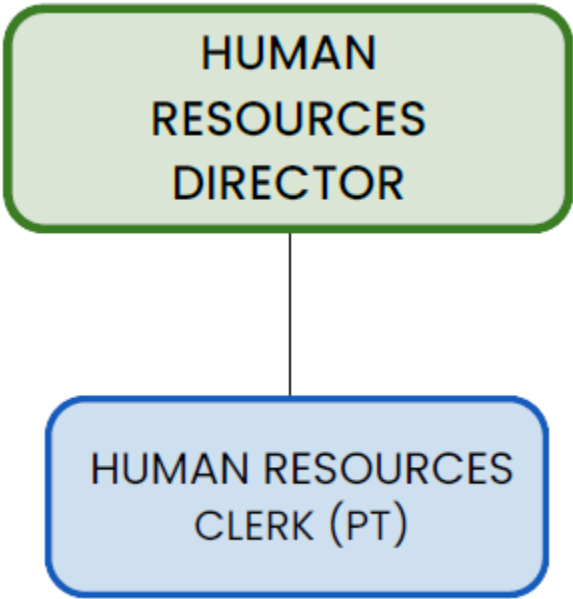 HUMAN
RESOURCES
DIRECTOR
HUMAN RESOURCES
CLERK (PT)